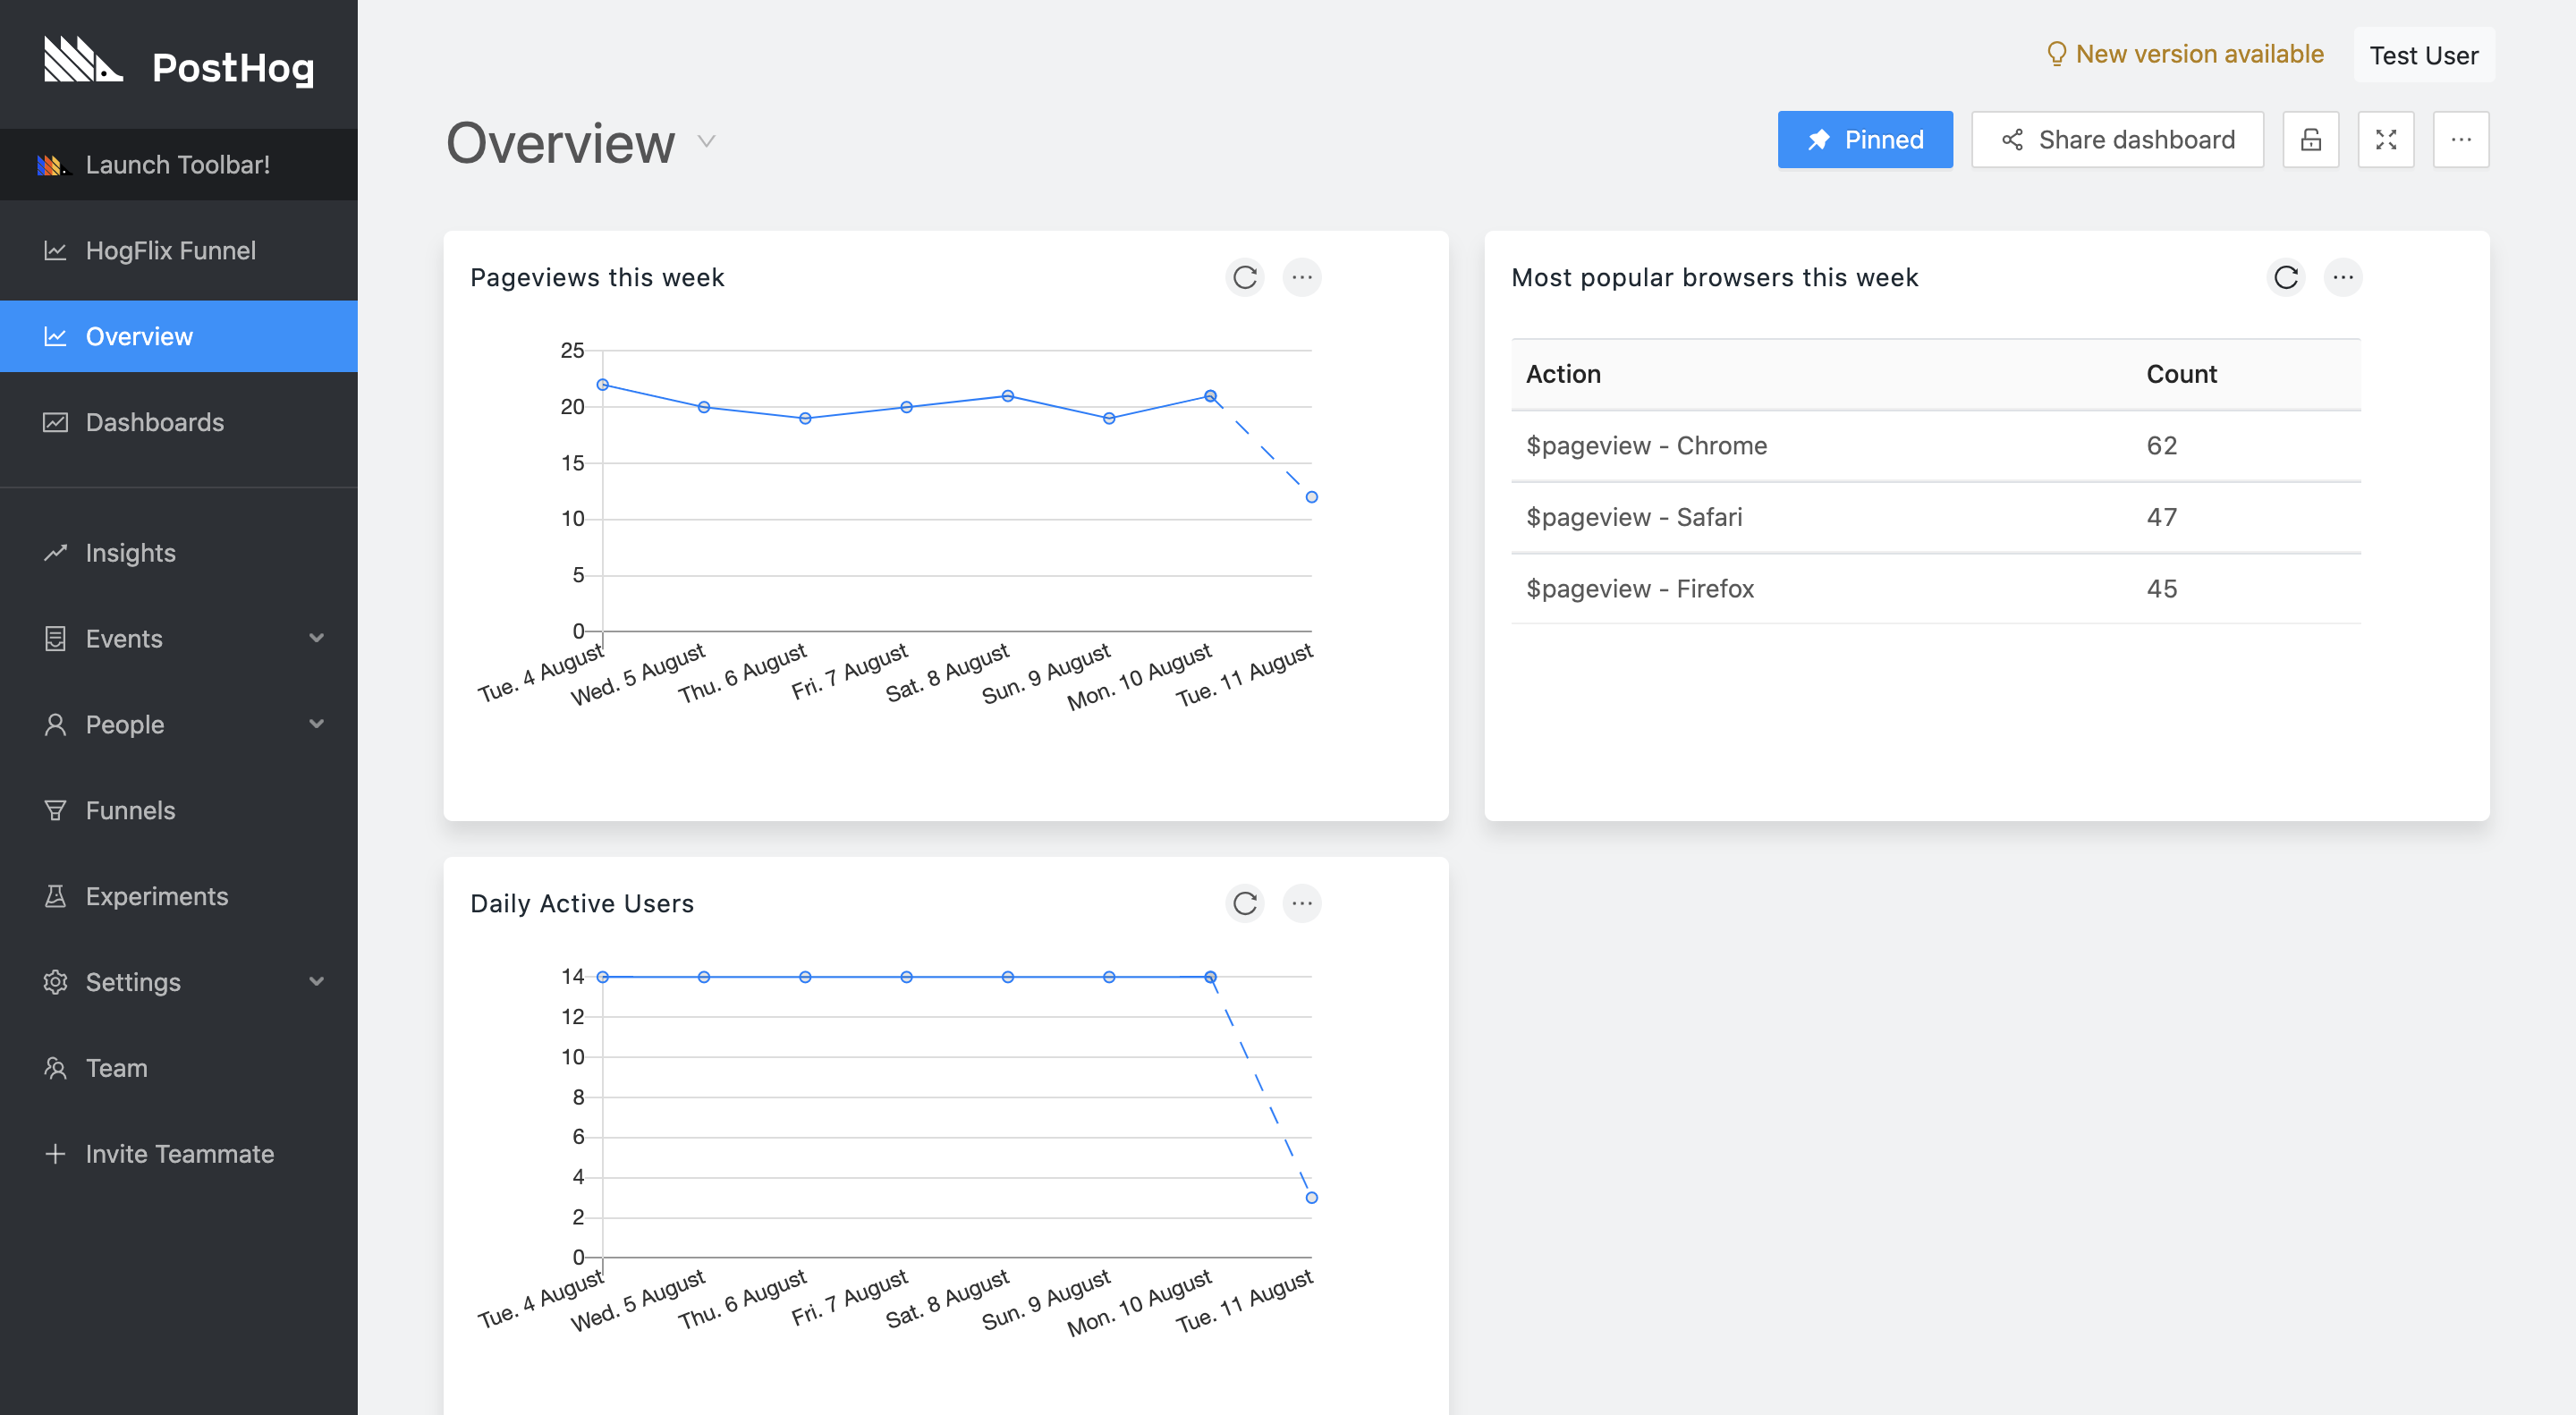 PostHog
Launch Toolbar!
HogFlix Funnel
Overview
Dashboards
Insights
Events
People
Funnels
Experiments
Settings
Team
Invite Teammate
New version available
Test User
Overview
Pinned
Share dashboard
Pageviews this week
25
20
15
10
5
0
Tue. 4 August
Wed. 5 August
Thu. 6 August
Fri. 7 August
Sat. 8 August
Sun. 9 August
Mon. 10 August
Tue. 11 August
Most popular browsers this week
Action Count
$pageview - Chrome 62
$pageview - Safari 47
$pageview - Firefox 45
Daily Active Users
14
12
10
8
6
4
2
0
Tue. 4 August
Wed. 5 August
Thu. 6 August
Fri. 7 August
Sat. 8 August
Sun. 9 August
Mon. 10 August
Tue. 11 August